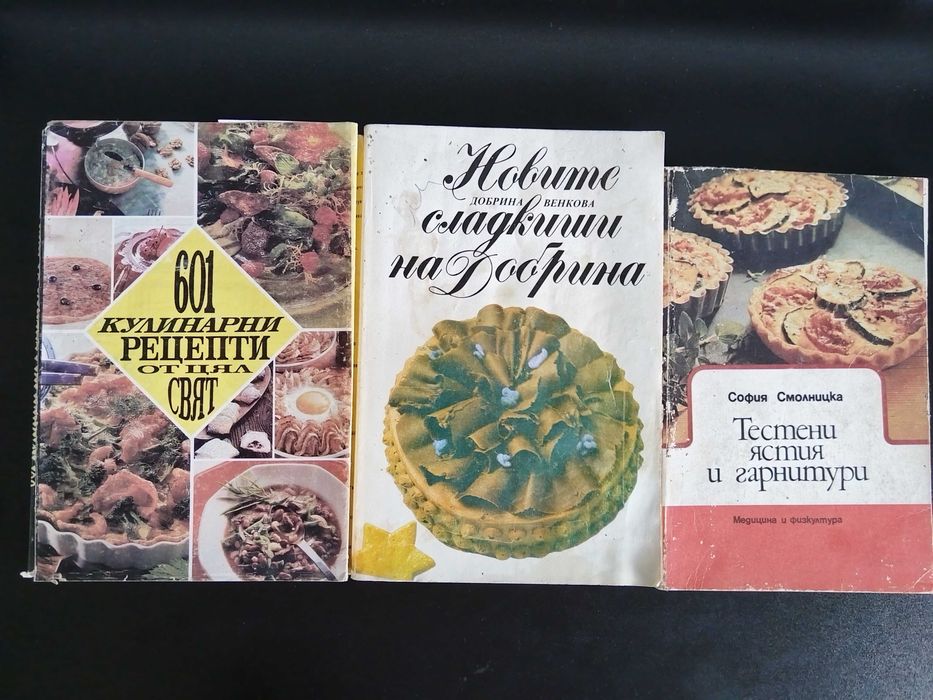 601
КУЛИНАРНИ
РЕЦЕПТИ
ОТ ЦЯЛ
СВЯТ
Новите
ДОБРИНА ВЕНКОВА
сладкиши
на Добрина
София Смолницка
Тестени
ястия
и гарнитури
Медицина и физкултура